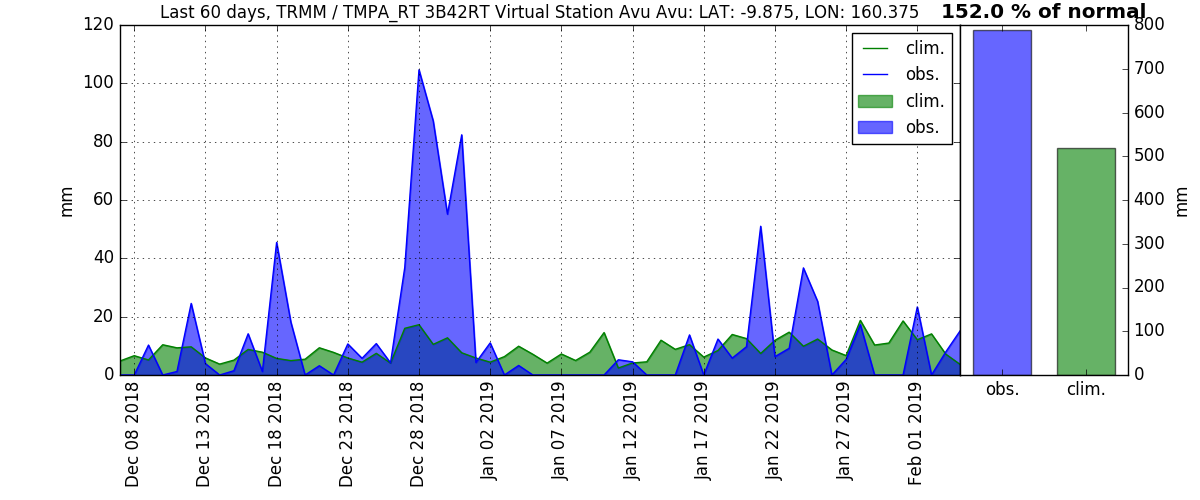 Last 60 days, TRMM / TMPA_RT 3B42RT Virtual Station Avu Avu: LAT: -9.875, LON: 160.375
152.0 % of normal
120
100
80
60
40
20
0
mm
clim.
obs.
clim.
obs.
800
700
600
500
400
300
200
100
0
mm
Dec 08 2018
Dec 13 2018
Dec 18 2018
Dec 23 2018
Dec 28 2018
Jan 02 2019
Jan 07 2019
Jan 12 2019
Jan 17 2019
Jan 22 2019
Jan 27 2019
Feb 01 2019
obs.
clim.